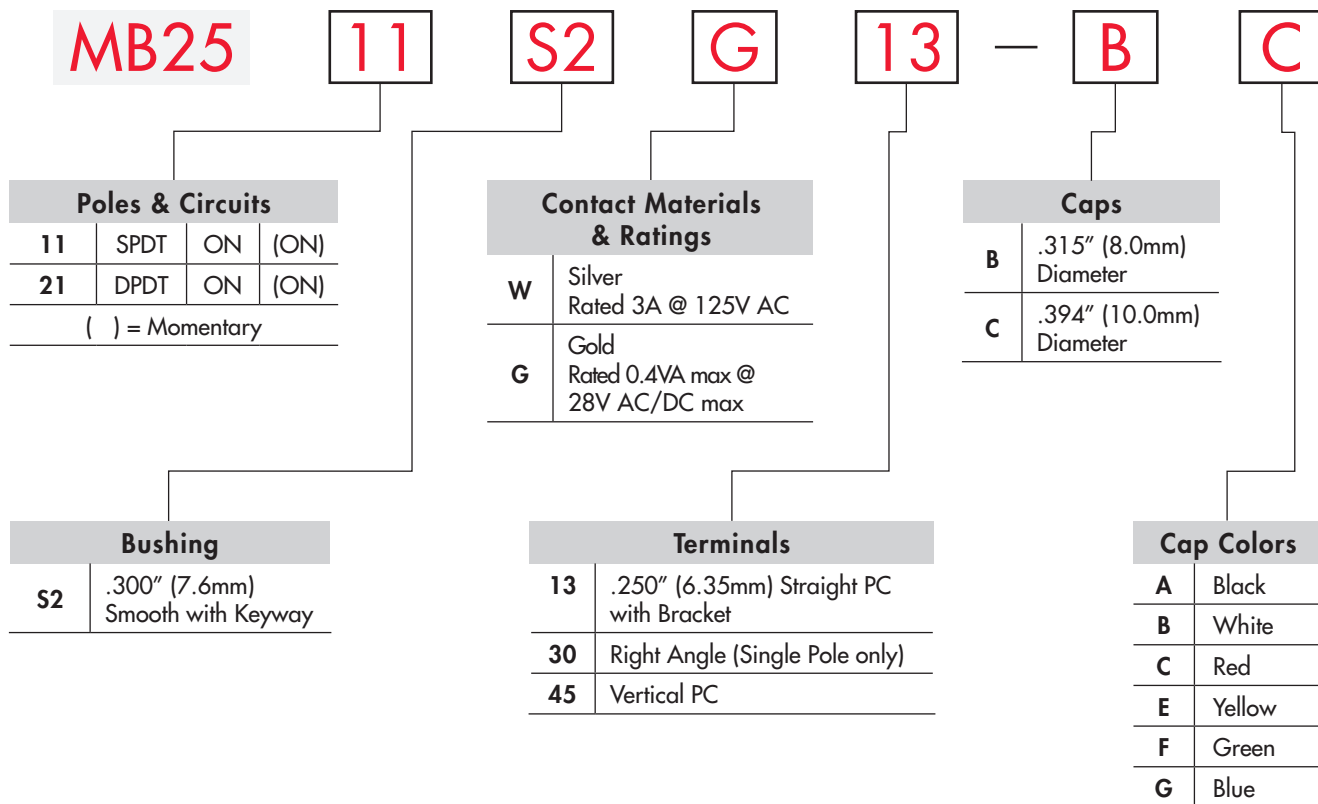 MB25 11 S2 G 13 — B C
Poles & Circuits
11 SPDT ON (ON)
21 DPDT ON (ON)
( ) = Momentary
Contact Materials
& Ratings
W Silver
Rated 3A @ 125V AC
G Gold
Rated 0.4VA max @
28V AC/DC max
Caps
B .315” (8.0mm)
Diameter
C .394” (10.0mm)
Diameter
Bushing
S2 .300” (7.6mm)
Smooth with Keyway
Terminals
13 .250” (6.35mm) Straight PC
with Bracket
30 Right Angle (Single Pole only)
45 Vertical PC
Cap Colors
A Black
B White
C Red
E Yellow
F Green
G Blue